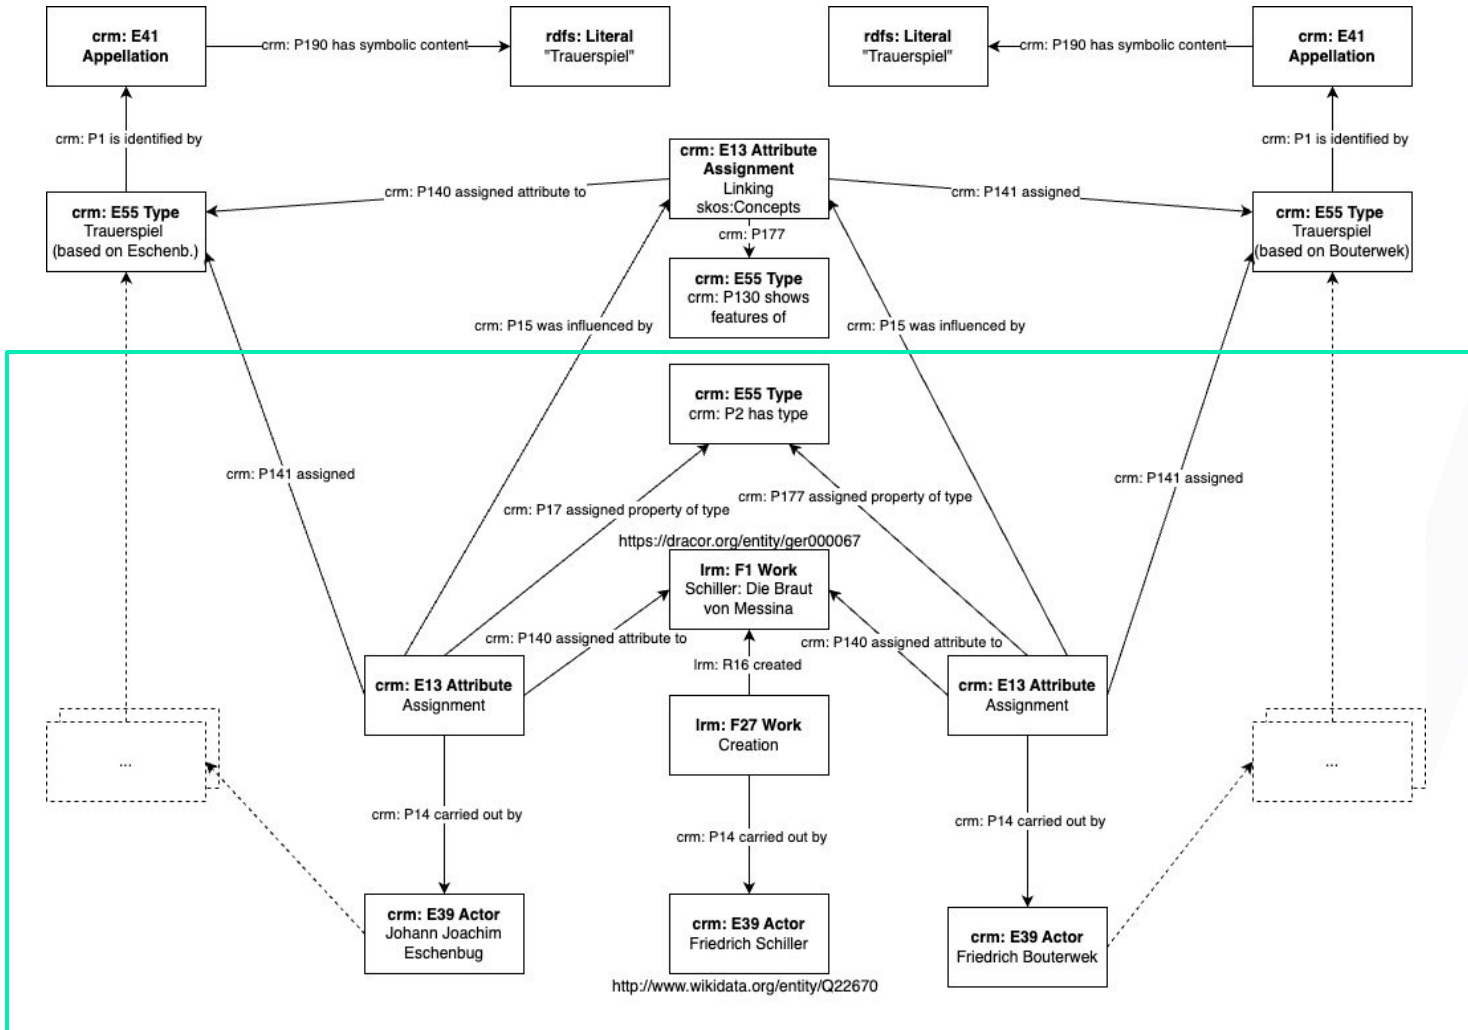 crm: E41
Appellation
crm: P190 has symbolic content
rdfs: Literal
"Trauerspiel"
rdfs: Literal
"Trauerspiel"
crm: P190 has symbolic content
crm: E41
Appellation
crm: P1 is identified by
crm: P1 is identified by
crm: E13 Attribute
Assignment
Linking
skos:Concepts
crm: P140 assigned attribute to
crm: P141 assigned
crm: E55 Type
Trauerspiel
(based on Eschenb.)
crm: E55 Type
Trauerspiel
(based on Bouterwek)
crm: P177
crm: E55 Type
crm: P130 shows
features of
crm: P15 was influenced by
crm: P15 was influenced by
crm: E55 Type
crm: P2 has type
crm: P141 assigned
crm: P141 assigned
crm: P17 assigned property of type
crm: P177 assigned property of type
https://dracor.org/entity/ger000067
lrm: F1 Work
Schiller: Die Braut
von Messina
crm: P140 assigned attribute to
crm: P140 assigned attribute to
lrm: R16 created
crm: E13 Attribute
Assignment
lrm: F27 Work
Creation
crm: E13 Attribute
Assignment
...
...
crm: P14 carried out by
crm: P14 carried out by
crm: P14 carried out by
crm: E39 Actor
Johann Joachim
Eschenbug
crm: E39 Actor
Friedrich Schiller
crm: E39 Actor
Friedrich Bouterwek
http://www.wikidata.org/entity/Q22670